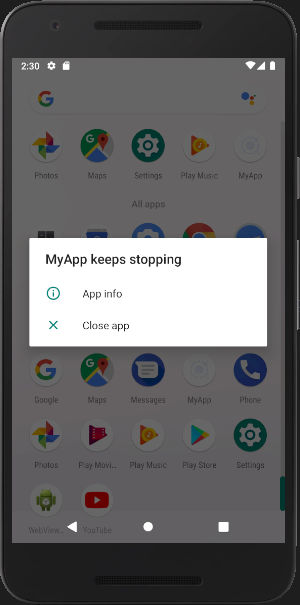 2:30
Photos Maps Settings Play Music MyApp
All apps
MyApp keeps stopping
App info
Close app
Google Maps Messages MyApp Phone
Photos Play Movi... Play Music Play Store Settings
WebView... YouTube